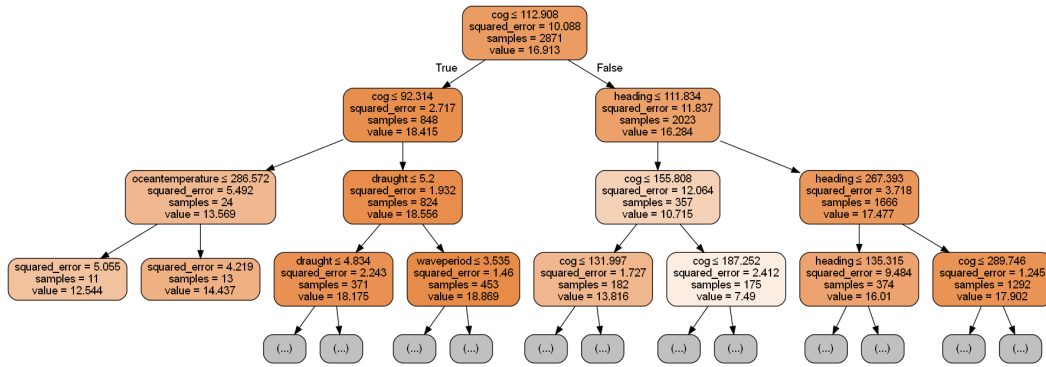 cog ≤ 112.908
squared_error = 10.088
samples = 2871
value = 16.913
True
False
cog ≤ 92.314
squared_error = 2.717
samples = 848
value = 18.415
heading ≤ 111.834
squared_error = 11.837
samples = 2023
value = 16.284
oceantemperature ≤ 286.572
squared_error = 5.492
samples = 24
value = 13.569
draught ≤ 5.2
squared_error = 1.932
samples = 824
value = 18.556
cog ≤ 155.808
squared_error = 12.064
samples = 357
value = 10.715
heading ≤ 267.393
squared_error = 3.718
samples = 1666
value = 17.477
squared_error = 5.055
samples = 11
value = 12.544
squared_error = 4.219
samples = 13
value = 14.437
draught ≤ 4.834
squared_error = 2.243
samples = 371
value = 18.175
waveperiod ≤ 3.535
squared_error = 1.46
samples = 453
value = 18.869
cog ≤ 131.997
squared_error = 1.727
samples = 182
value = 13.816
cog ≤ 187.252
squared_error = 2.412
samples = 175
value = 7.49
heading ≤ 135.315
squared_error = 9.484
samples = 374
value = 16.01
cog ≤ 289.746
squared_error = 1.245
samples = 1292
value = 17.902
(...)
(...)
(...)
(...)
(...)
(...)
(...)
(...)
(...)
(...)
(...)
(...)